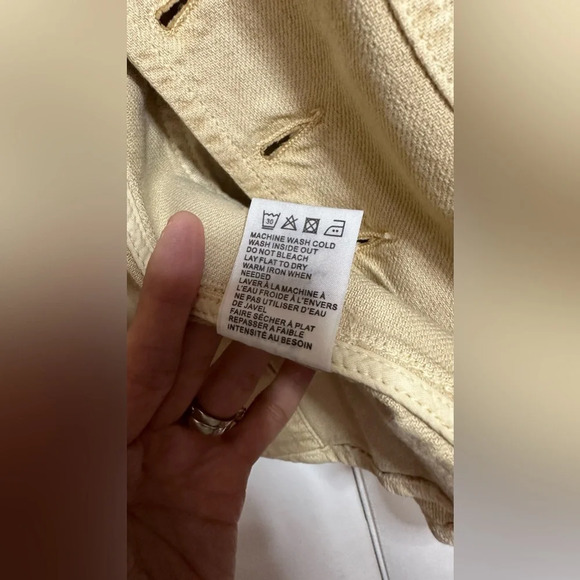 30
MACHINE WASH COLD
WASH INSIDE OUT
DO NOT BLEACH
LAY FLAT TO DRY
WARM IRON WHEN
NEEDED
LAVER À LA MACHINE À
L'EAU FROIDE À L'ENVERS
NE PAS UTILISER D'EAU
DE JAVEL
FAIRE SÉCHER À PLAT
REPASSER A FAIBLE
INTENSITÉ AU BESOIN